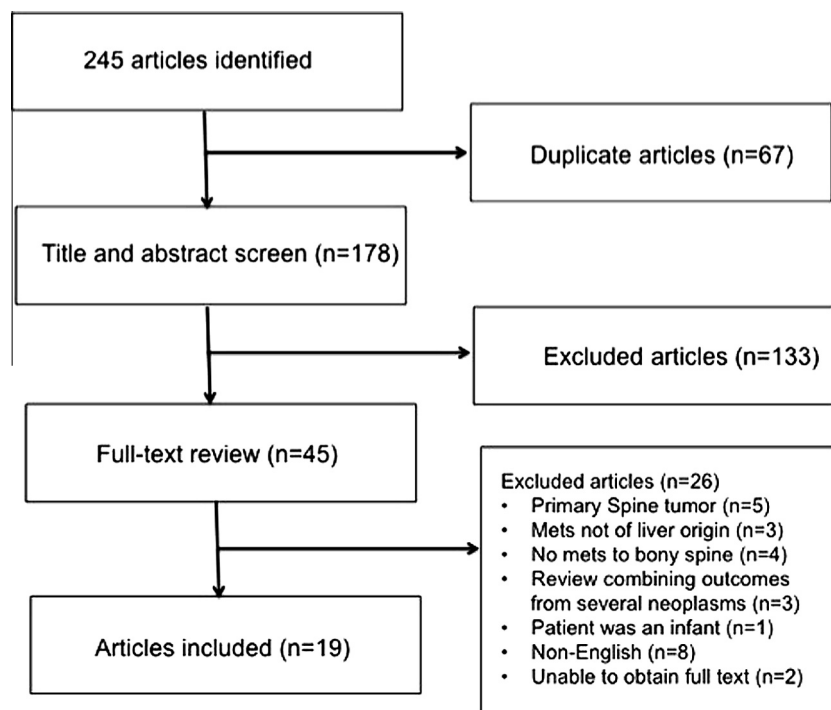 245 articles identified
Duplicate articles (n=67)
Title and abstract screen (n=178)
Excluded articles (n=133)
Full-text review (n=45)
Excluded articles (n=26)
• Primary Spine tumor (n=5)
• Mets not of liver origin (n=3)
• No mets to bony spine (n=4)
• Review combining outcomes
from several neoplasms (n=3)
• Patient was an infant (n=1)
• Non-English (n=8)
• Unable to obtain full text (n=2)
Articles included (n=19)